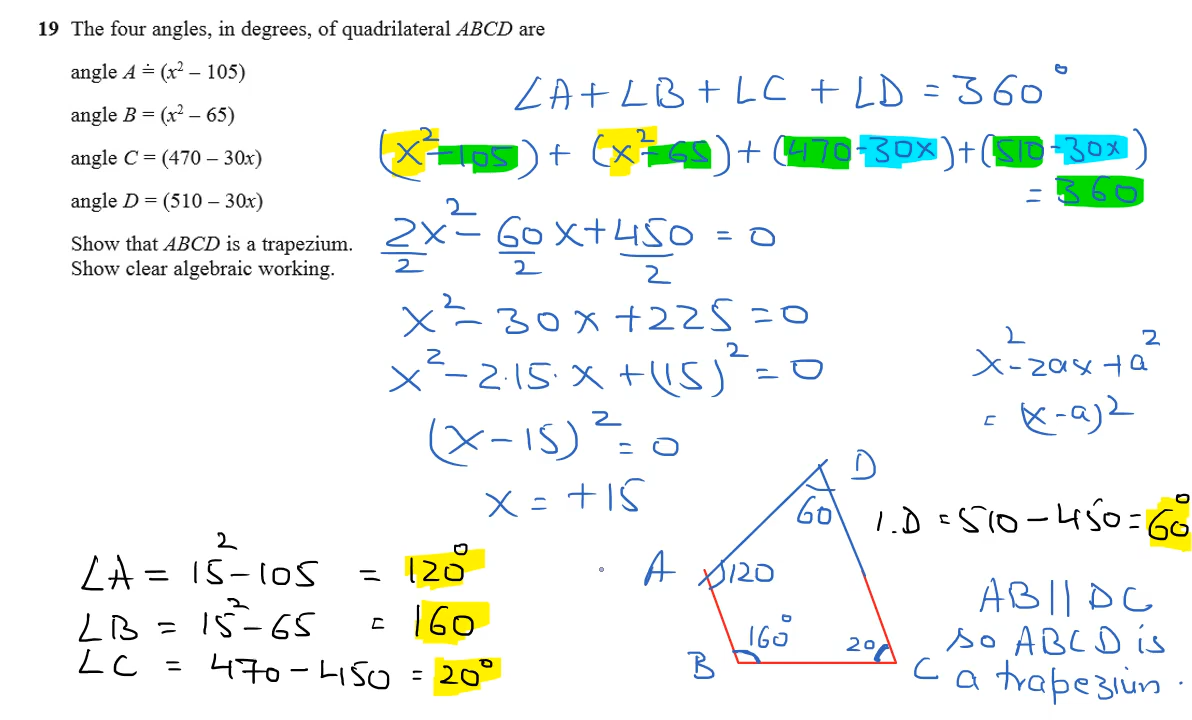 19 The four angles, in degrees, of quadrilateral ABCD are
angle A = (x² – 105)
angle B = (x² – 65)
angle C = (470 – 30x)
angle D = (510 – 30x)
Show that ABCD is a trapezium.
Show clear algebraic working.
∠A + ∠B + ∠C + ∠D = 360°
(x²-105) + (x²-65) + (470-30x) + (510-30x)
= 360
2x²/2 - 60x/2 + 450/2 = 0
x² - 30x + 225 = 0
x² - 2·15·x + (15)² = 0
(x-15)² = 0
x = +15
x² - 2ax + a²
= (x-a)²
∠A = 15² - 105 = 120°
∠B = 15² - 65 = 160
∠C = 470 - 450 = 20°
D
60
A
120
160°
B
20
C
∠D = 510 - 450 = 60°
AB || DC
so ABCD is
a trapezium.